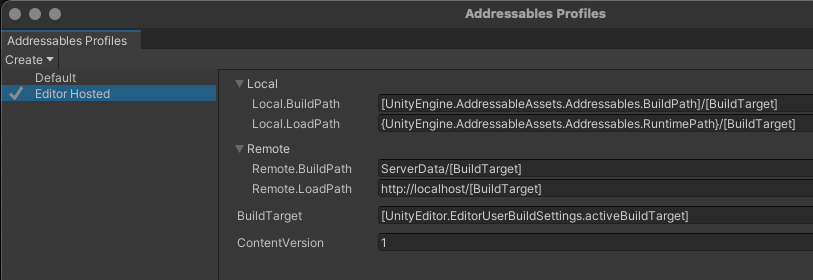 Addressables Profiles
Addressables Profiles
Create
Default
Editor Hosted
Local
Local.BuildPath [UnityEngine.AddressableAssets.Addressables.BuildPath]/[BuildTarget]
Local.LoadPath {UnityEngine.AddressableAssets.Addressables.RuntimePath}/[BuildTarget]
Remote
Remote.BuildPath ServerData/[BuildTarget]
Remote.LoadPath http://localhost/[BuildTarget]
BuildTarget [UnityEditor.EditorUserBuildSettings.activeBuildTarget]
ContentVersion 1